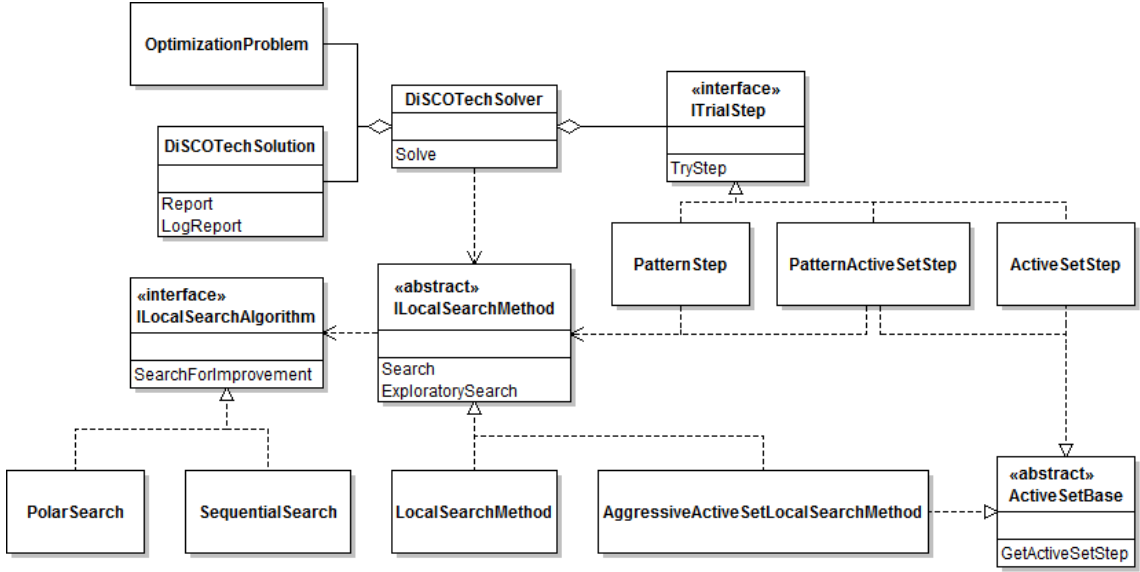 OptimizationProblem
DiSCOTechSolver
Solve
«interface»
ITrialStep
TryStep
DiSCOTechSolution
Report
LogReport
PatternStep
PatternActiveSetStep
ActiveSetStep
«interface»
ILocalSearchAlgorithm
SearchForImprovement
«abstract»
ILocalSearchMethod
Search
ExploratorySearch
PolarSearch
SequentialSearch
LocalSearchMethod
AggressiveActiveSetLocalSearchMethod
«abstract»
ActiveSetBase
GetActiveSetStep